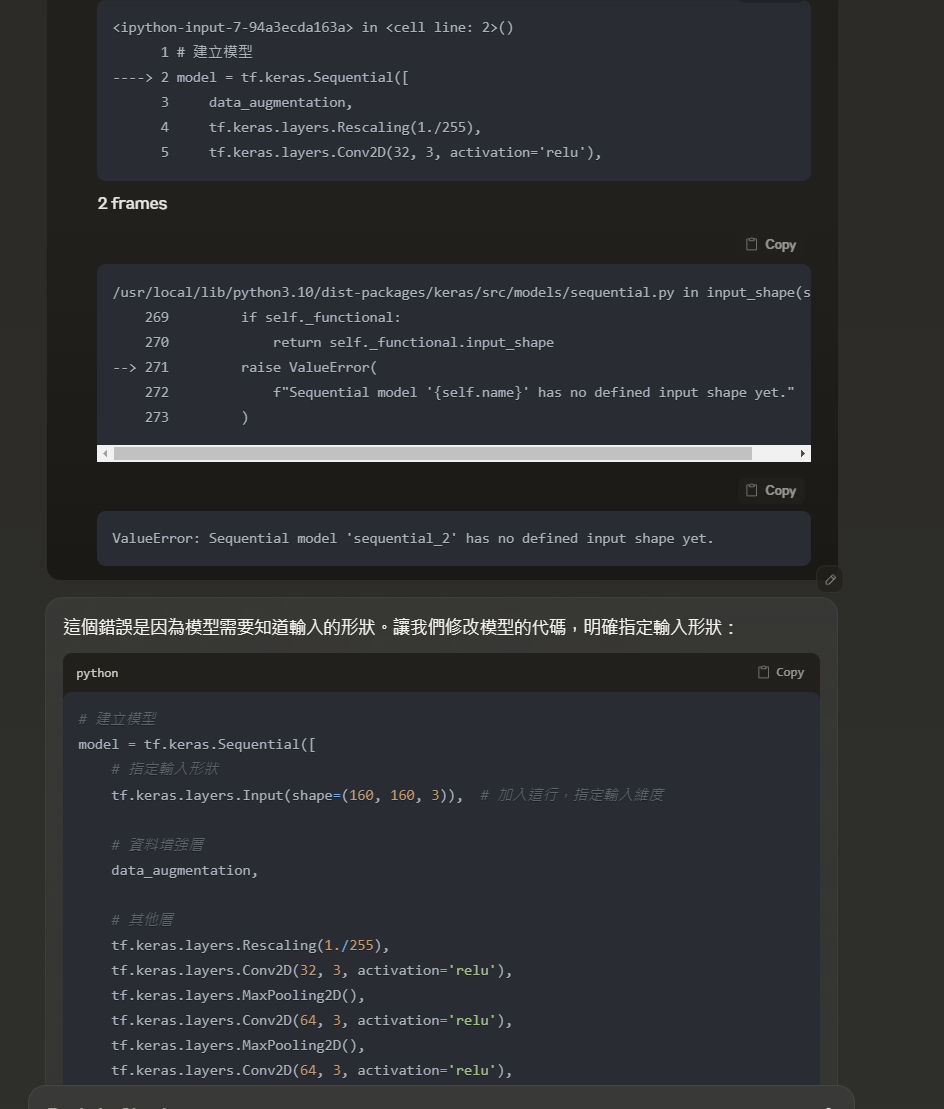 <ipython-input-7-94a3ecda163a> in <cell line: 2>()
      1 # 建立模型
----> 2 model = tf.keras.Sequential([
      3     data_augmentation,
      4     tf.keras.layers.Rescaling(1./255),
      5     tf.keras.layers.Conv2D(32, 3, activation='relu'),
2 frames
Copy
/usr/local/lib/python3.10/dist-packages/keras/src/models/sequential.py in input_shape(s
    269         if self._functional:
    270             return self._functional.input_shape
--> 271         raise ValueError(
    272             f"Sequential model '{self.name}' has no defined input shape yet."
    273         )
Copy
ValueError: Sequential model 'sequential_2' has no defined input shape yet.
這個錯誤是因為模型需要知道輸入的形狀。讓我們修改模型的代碼，明確指定輸入形狀：
python
Copy
# 建立模型
model = tf.keras.Sequential([
    # 指定輸入形狀
    tf.keras.layers.Input(shape=(160, 160, 3)),  # 加入這行，指定輸入維度
    # 資料增強層
    data_augmentation,
    # 其他層
    tf.keras.layers.Rescaling(1./255),
    tf.keras.layers.Conv2D(32, 3, activation='relu'),
    tf.keras.layers.MaxPooling2D(),
    tf.keras.layers.Conv2D(64, 3, activation='relu'),
    tf.keras.layers.MaxPooling2D(),
    tf.keras.layers.Conv2D(64, 3, activation='relu'),